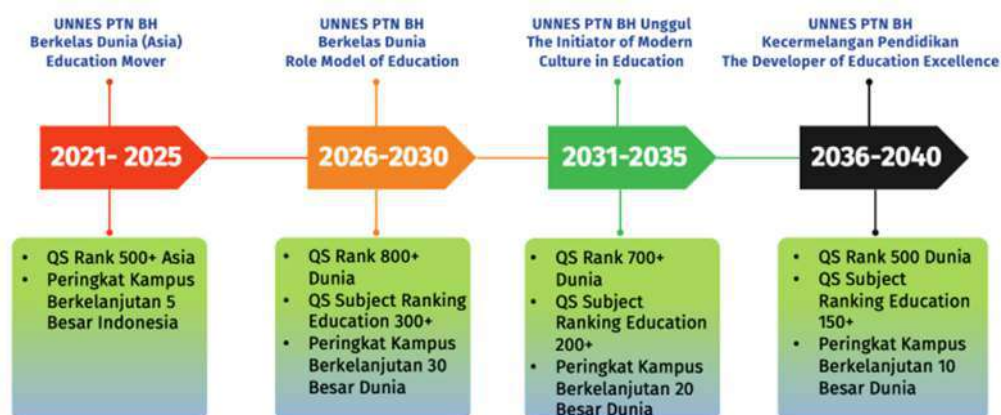 UNNES PTN BH
Berkelas Dunia (Asia)
Education Mover
UNNES PTN BH
Berkelas Dunia
Role Model of Education
UNNES PTN BH Unggul
The Initiator of Modern
Culture in Education
UNNES PTN BH
Kecermelangan Pendidikan
The Developer of Education Excellence
2021- 2025
2026-2030
2031-2035
2036-2040
• QS Rank 500+ Asia
• Peringkat Kampus
Berkelanjutan 5
Besar Indonesia
• QS Rank 800+
Dunia
• QS Subject Ranking
Education 300+
• Peringkat Kampus
Berkelanjutan 30
Besar Dunia
• QS Rank 700+
Dunia
• QS Subject
Ranking Education
200+
• Peringkat Kampus
Berkelanjutan 20
Besar Dunia
• QS Rank 500 Dunia
• QS Subject
Ranking Education
150+
• Peringkat Kampus
Berkelanjutan 10
Besar Dunia